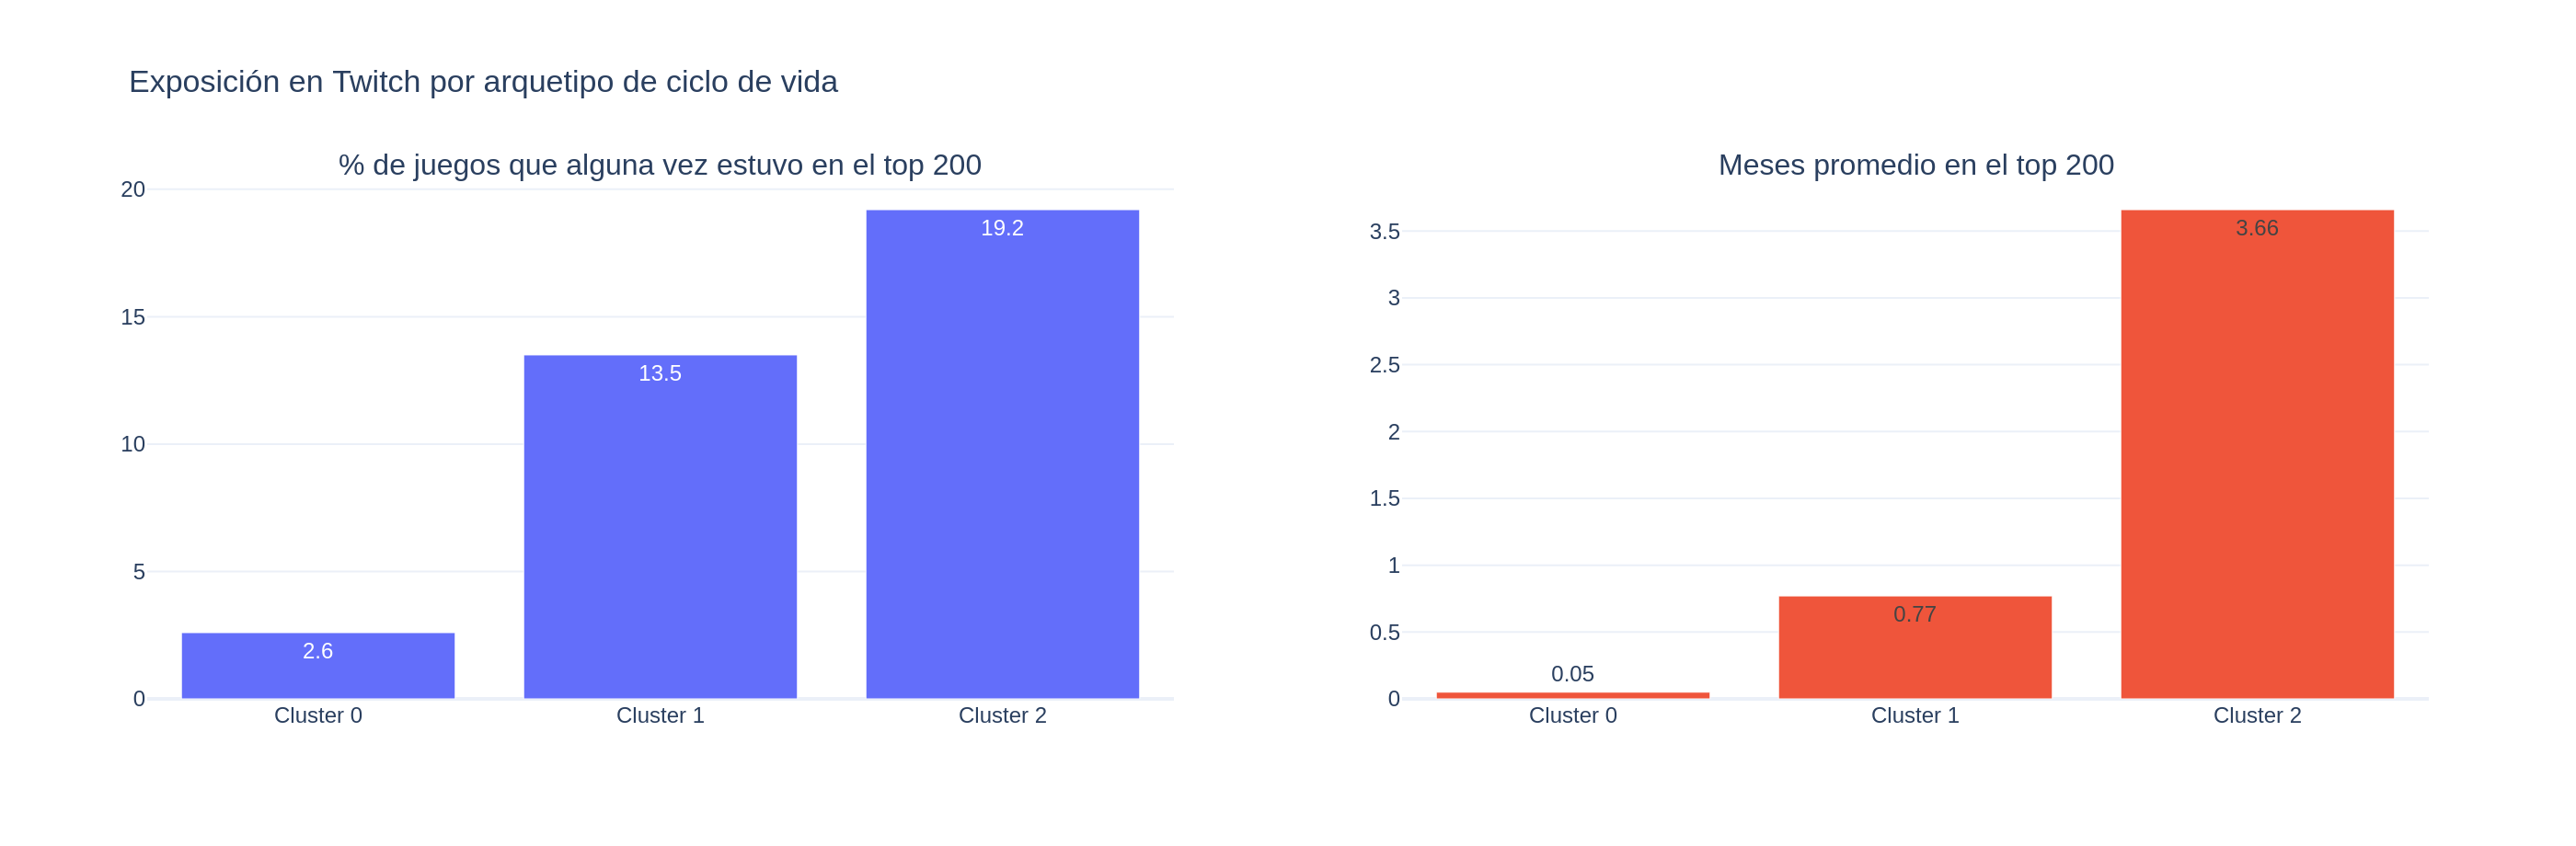 Exposición en Twitch por arquetipo de ciclo de vida
% de juegos que alguna vez estuvo en el top 200
20
15
10
5
0
2.6
13.5
19.2
Cluster 0
Cluster 1
Cluster 2
Meses promedio en el top 200
3.5
3
2.5
2
1.5
1
0.5
0
0.05
0.77
3.66
Cluster 0
Cluster 1
Cluster 2